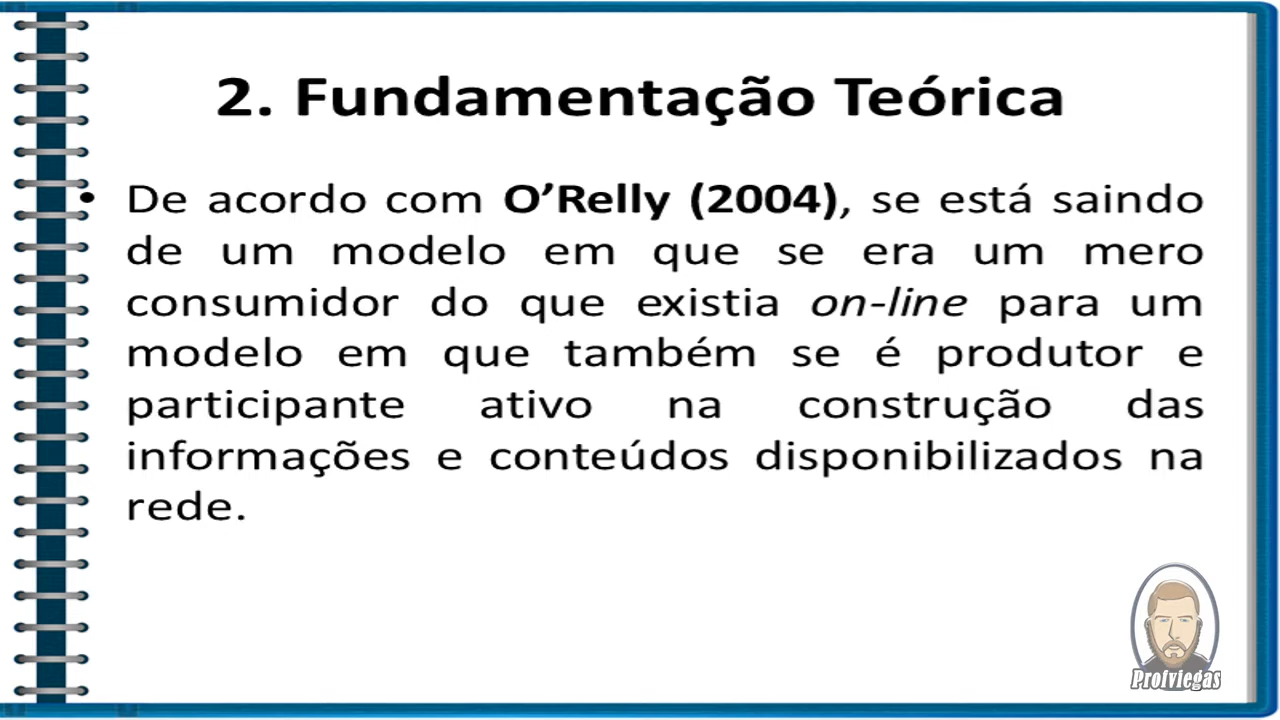 2. Fundamentação Teórica
• De acordo com O’Relly (2004), se está saindo
de um modelo em que se era um mero
consumidor do que existia on-line para um
modelo em que também se é produtor e
participante ativo na construção das
informações e conteúdos disponibilizados na
rede.
Profviegas